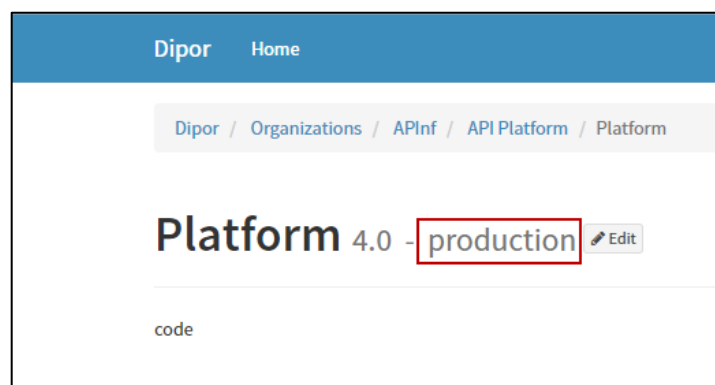 Dipor Home
Dipor / Organizations / APInf / API Platform / Platform
Platform 4.0 - production Edit
code